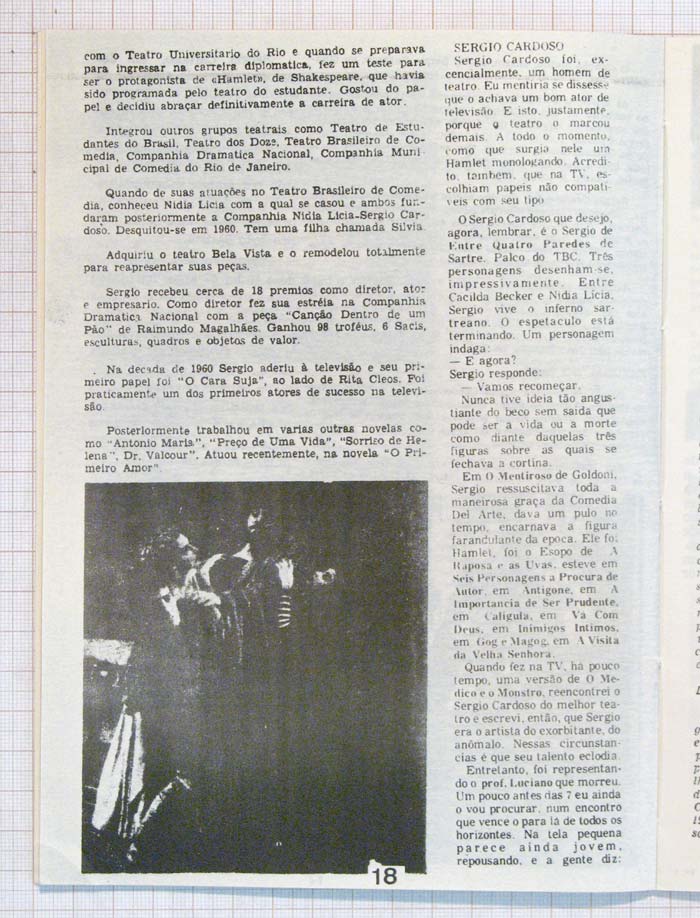 com o Teatro Universitario do Rio e quando se preparava
para ingressar na carreira diplomatica, fez um teste para
ser o protagonista de «Hamlet», de Shakespeare, que havia
sido programada pelo teatro do estudante. Gostou do pa-
pel e decidiu abraçar definitivamente a carreira de ator.
Integrou outros grupos teatrais como Teatro de Estu-
dantes do Brasil, Teatro dos Doze, Teatro Brasileiro de Co-
media, Companhia Dramatica Nacional, Companhia Muni-
cipal de Comedia do Rio de Janeiro.
Quando de suas atuações no Teatro Brasileiro de Come-
dia, conheceu Nidia Licia com a qual se casou e ambos fun-
daram posteriormente a Companhia Nidia Licia-Sergio Car-
doso. Desquitou-se em 1960. Tem uma filha chamada Silvia.
Adquiriu o teatro Bela Vista e o remodelou totalmente
para reapresentar suas peças.
Sergio recebeu cerca de 18 premios como diretor, ator
e empresario. Como diretor fez sua estréia na Companhia
Dramatica Nacional com a peça "Canção Dentro de um
Pão" de Raimundo Magalhães. Ganhou 98 troféus, 6 Sacis,
esculturas, quadros e objetos de valor.
Na decada de 1960 Sergio aderiu à televisão e seu pri-
meiro papel foi "O Cara Suja", ao lado de Rita Cleos. Foi
praticamente um dos primeiros atores de sucesso na televi-
são.
Posteriormente trabalhou em varias outras novelas co-
mo "Antonio Maria", "Preço de Uma Vida", "Sorriso de He-
lena", Dr. Valcour". Atuou recentemente, na novela "O Pri-
meiro Amor".
18
SERGIO CARDOSO
Sergio Cardoso foi, ex-
cencialmente, um homem de
teatro. Eu mentiria se dissesse
que o achava um bom ator de
televisão. E isto, justamente,
porque o teatro o marcou
demais. A todo o momento,
como que surgia nele um
Hamlet monologando. Acredi-
to, também, que na TV, es-
colhiam papeis não compati-
veis com seu tipo.
O Sergio Cardoso que desejo,
agora, lembrar, é o Sergio de
Entre Quatro Paredes de
Sartre. Palco do TBC. Três
personagens desenham-se,
impressivamente. Entre
Cacilda Becker e Nidia Licia,
Sergio vive o inferno sar-
treano. O espetaculo está
terminando. Um personagem
indaga:
— E agora?
Sergio responde:
— Vamos recomeçar.
Nunca tive ideia tão angus-
tiante do beco sem saida que
pode ser a vida ou a morte
como diante daquelas três
figuras sobre as quais se
fechava a cortina.
Em O Mentiroso de Goldoni,
Sergio ressuscitava toda a
maneirosa graça da Comedia
Del Arte, dava um pulo no
tempo, encarnava a figura
farandulante da epoca. Ele foi
Hamlet, foi o Esopo de A
Raposa e as Uvas, esteve em
Seis Personagens a Procura de
Autor, em Antigone, em A
Importancia de Ser Prudente,
em Caligula, em Va Com
Deus, em Inimigos Intimos,
em Gog e Magog, em A Visita
da Velha Senhora.
Quando fez na TV, há pouco
tempo, uma versão de O Me-
dico e o Monstro, reencontrei o
Sergio Cardoso do melhor tea-
tro e escrevi, então, que Sergio
era o artista do exorbitante, do
anômalo. Nessas circunstan-
cias é que seu talento eclodia.
Entretanto, foi representan-
do o prof. Luciano que morreu.
Um pouco antes das 7 eu ainda
o vou procurar, num encontro
que vence o para lá de todos os
horizontes. Na tela pequena
parece ainda jovem,
repousando, e a gente diz: